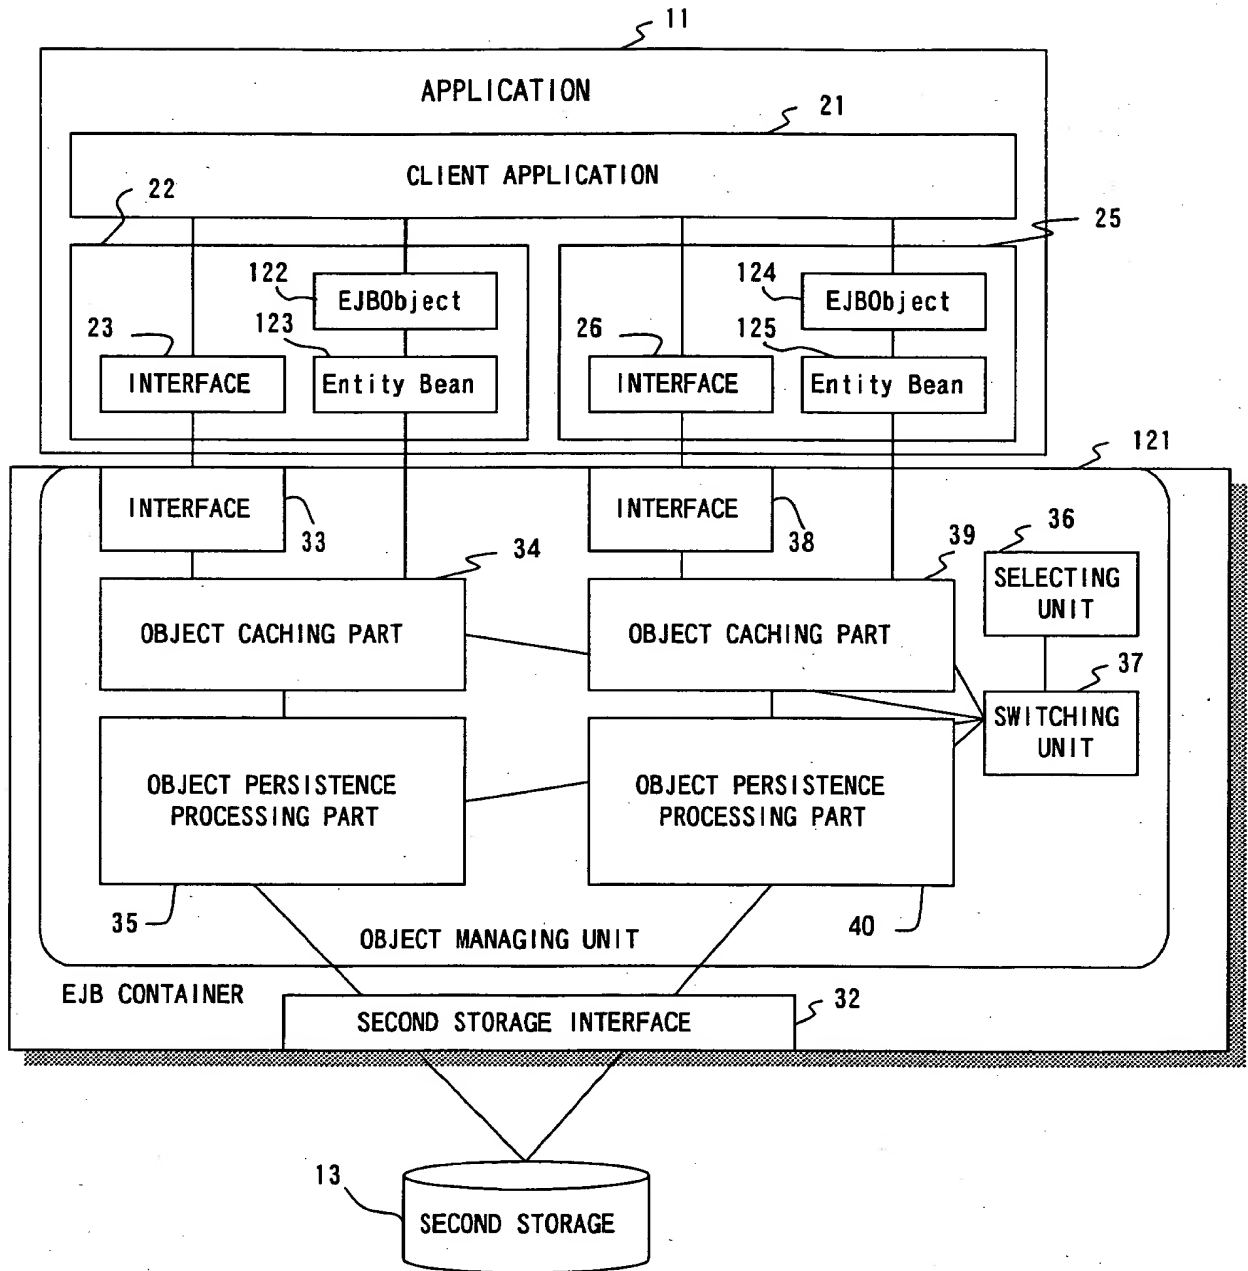 11
APPLICATION
21
CLIENT APPLICATION
22
25
122
EJBObject
124
EJBObject
23
123
26
125
INTERFACE
Entity Bean
INTERFACE
Entity Bean
121
INTERFACE
33
INTERFACE
38
34
39
36
SELECTING
UNIT
OBJECT CACHING PART
OBJECT CACHING PART
37
SWITCHING
UNIT
OBJECT PERSISTENCE
PROCESSING PART
OBJECT PERSISTENCE
PROCESSING PART
35
40
OBJECT MANAGING UNIT
EJB CONTAINER
32
SECOND STORAGE INTERFACE
13
SECOND STORAGE